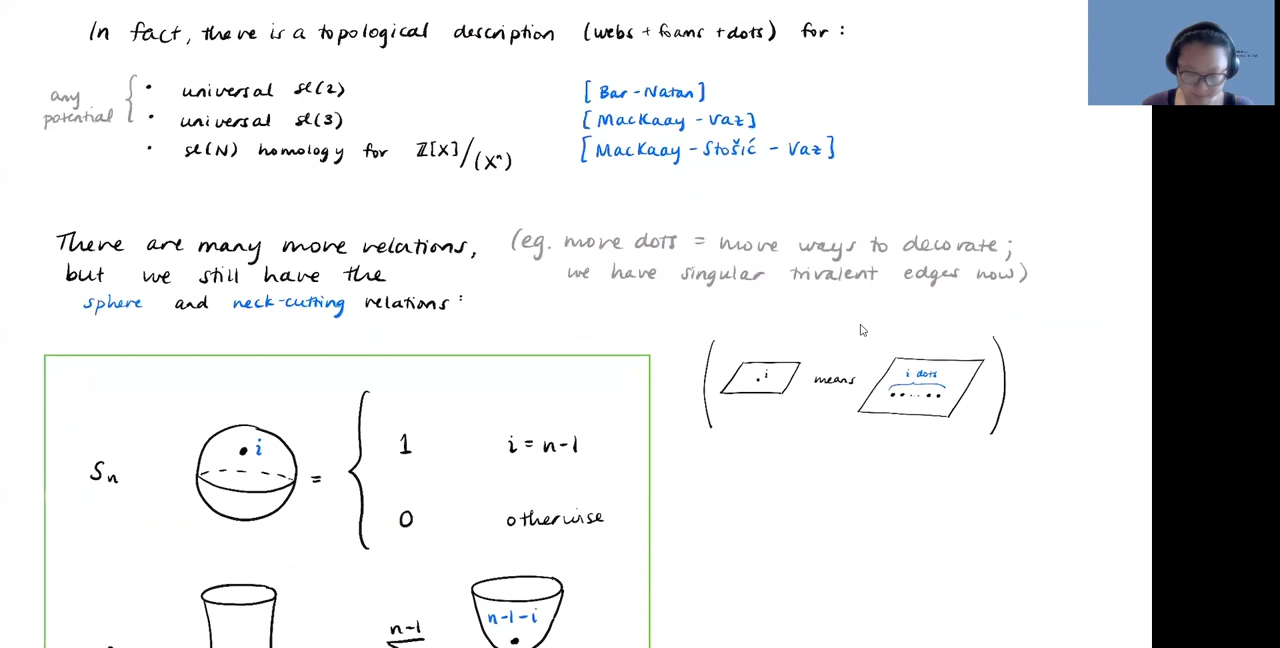 In fact, there is a topological description (webs + foams + dots) for :
any potential { • universal sl(2) [Bar-Natan]
• universal sl(3) [Mackaay - Vaz]
• sl(N) homology for ℤ[X]/(Xⁿ) [Mackaay - Stošić - Vaz]
There are many more relations, (eg. more dots = more ways to decorate;
but we still have the we have singular trivalent edges now)
sphere and neck-cutting relations :
( •i means i dots )
•• ... ••
Sn • i = { 1 i = n-1
0 otherwise
n-1-i
n-1